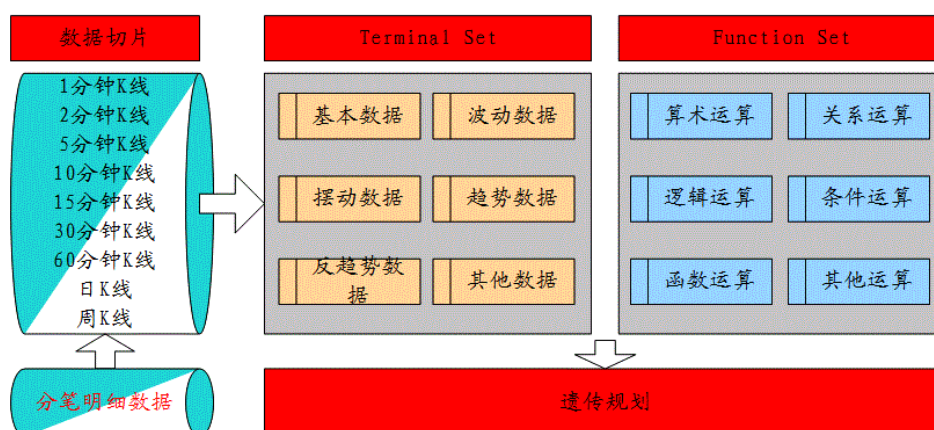 数据切片
1分钟K线
2分钟K线
5分钟K线
10分钟K线
15分钟K线
30分钟K线
60分钟K线
日K线
周K线
分笔明细数据
Terminal Set
基本数据
波动数据
摆动数据
趋势数据
反趋势数
据
其他数据
Function Set
算术运算
关系运算
逻辑运算
条件运算
函数运算
其他运算
遗传规划